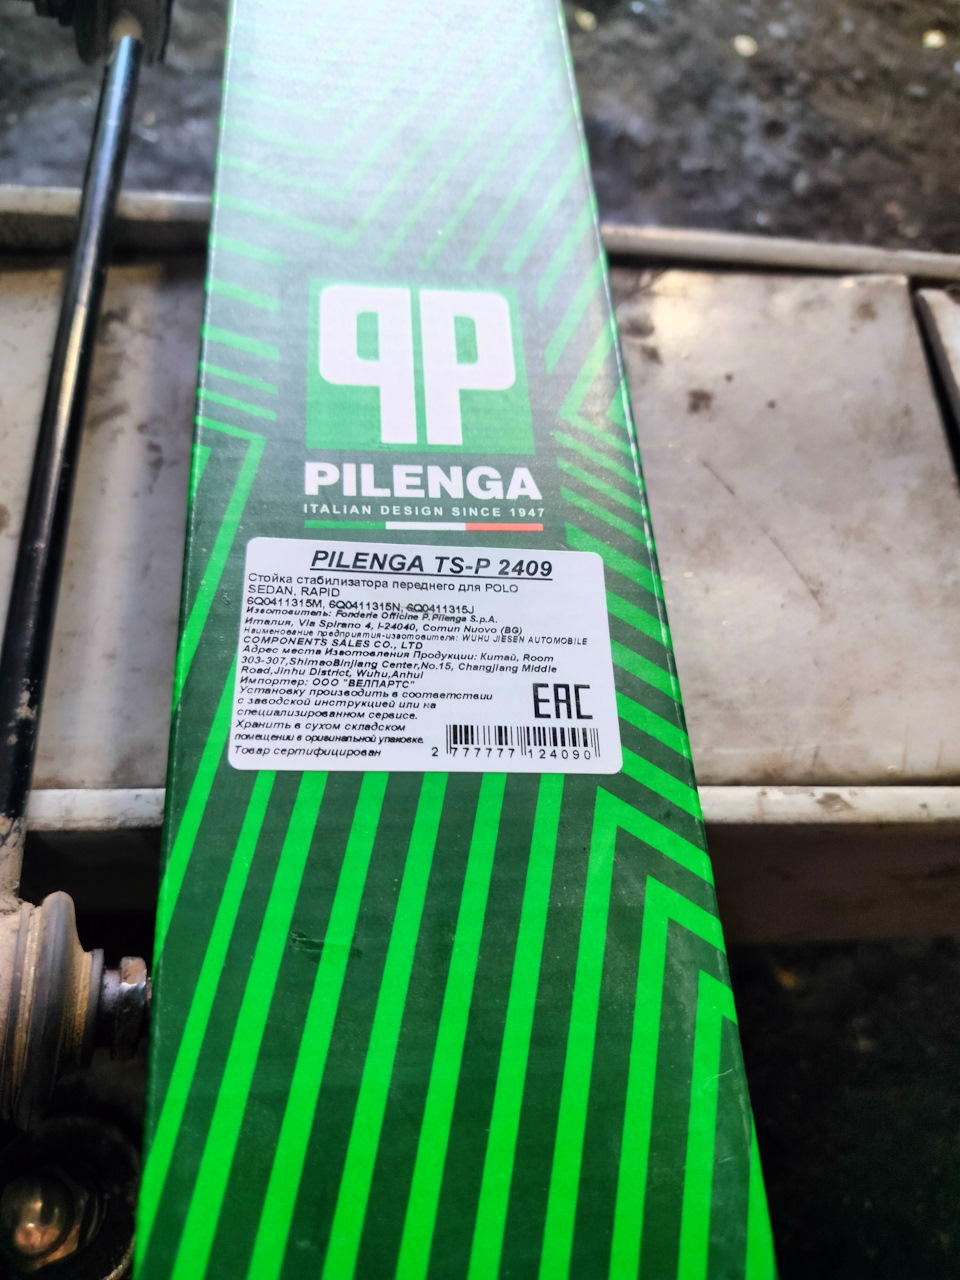 PILENGA
ITALIAN DESIGN SINCE 1947
PILENGA TS-P 2409
Стойка стабилизатора переднего для POLO
SEDAN, RAPID
6Q0411315M, 6Q0411315N, 6Q0411315J
Изготовитель: Fonderie Officine P.Pilenga S.p.A.
Италия, Via Spirano 4, I-24040, Comun Nuovo (BG)
Наименование предприятия-изготовителя: WUHU JIESEN AUTOMOBILE
COMPONENTS SALES CO., LTD
Адрес места Изготовления Продукции: Китай, Room
303-307,ShimaoBinjiang Center,No.15, Changjiang Middle
Road,Jinhu District, Wuhu,Anhui
Импортер: ООО "ВЕЛПАРТС"
Установку производить в соответствии
с заводской инструкцией или на
специализированном сервисе.
Хранить в сухом складском
помещении в оригинальной упаковке.
Товар сертифицирован
EAC
2 777777 124090